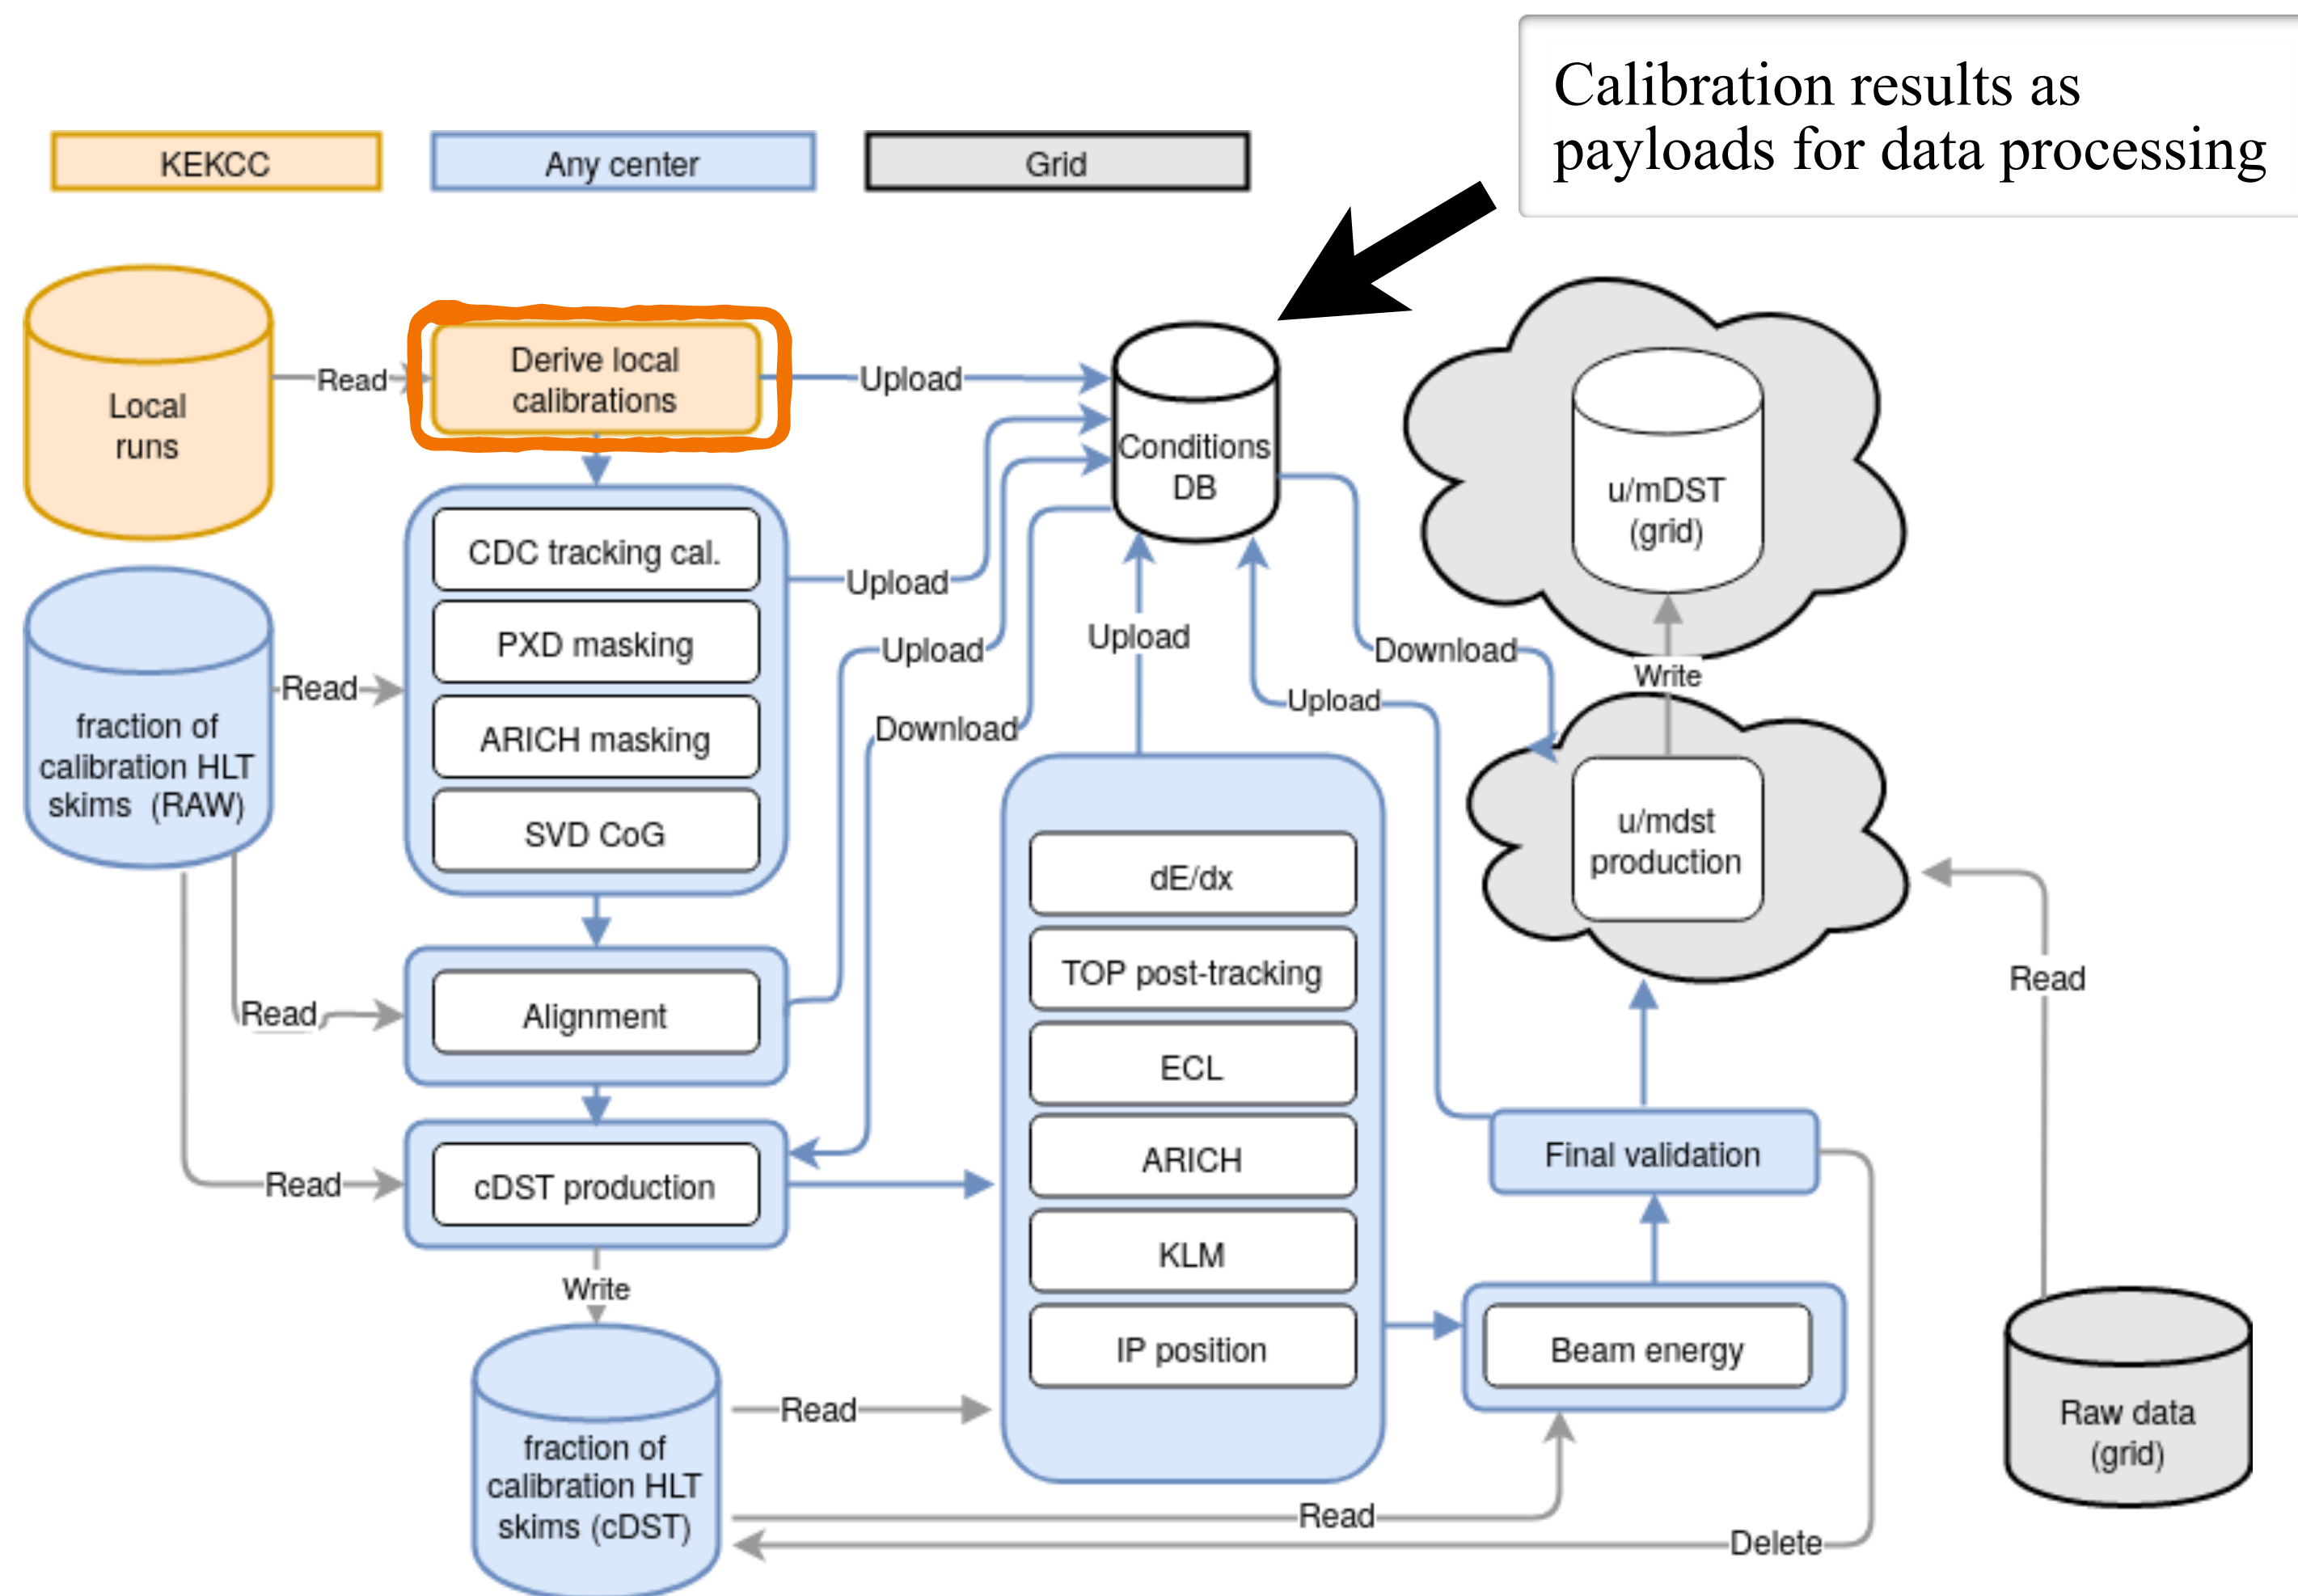 Calibration results as
payloads for data processing
KEKCC
Any center
Grid
Local
runs
Read
Derive local
calibrations
Upload
Conditions
DB
u/mDST
(grid)
CDC tracking cal.
PXD masking
ARICH masking
SVD CoG
Upload
Upload
Download
Upload
Upload
Download
Write
fraction of
calibration HLT
skims (RAW)
Read
u/mdst
production
dE/dx
TOP post-tracking
ECL
ARICH
KLM
IP position
Read
Alignment
Read
Read
cDST production
Final validation
Write
Beam energy
fraction of
calibration HLT
skims (cDST)
Read
Read
Delete
Raw data
(grid)